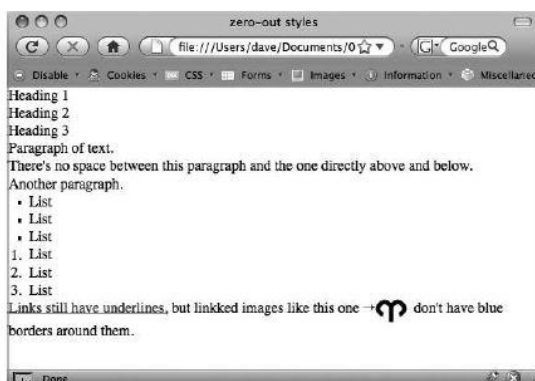 zero-out styles
file:///Users/dave/Documents/0 G Google
Disable Cookies CSS Forms Images Information Miscellaneo
Heading 1
Heading 2
Heading 3
Paragraph of text.
There's no space between this paragraph and the one directly above and below.
Another paragraph.
▪ List
▪ List
▪ List
1. List
2. List
3. List
Links still have underlines, but linkked images like this one → don't have blue
borders around them.
Done